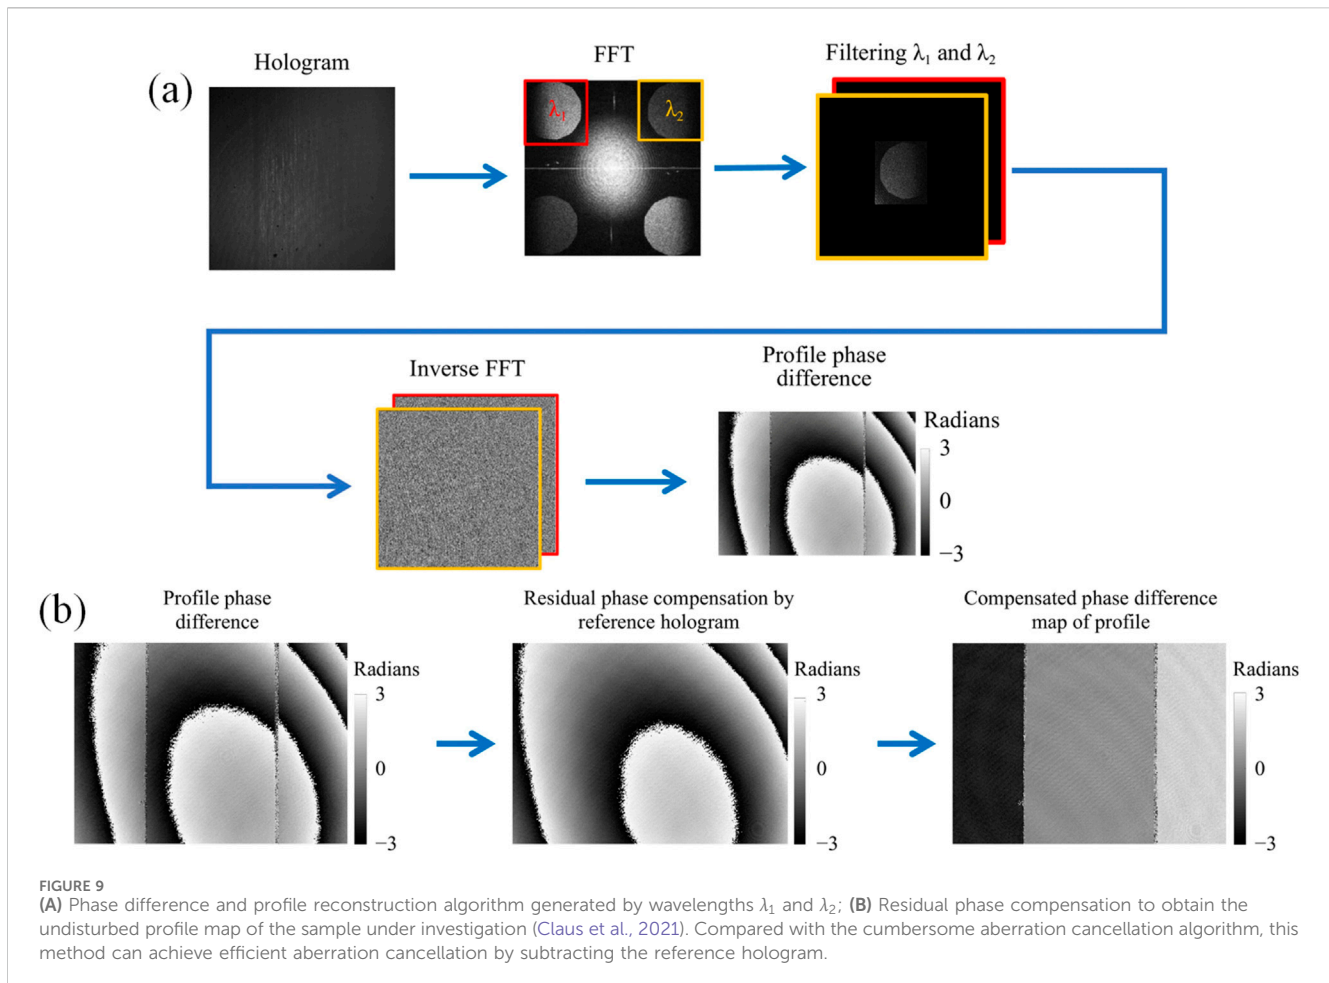 (a)
Hologram
FFT
Filtering λ₁ and λ₂
λ₁
λ₂
Inverse FFT
Profile phase
difference
Radians
3
0
−3
(b)
Profile phase
difference
Radians
3
0
−3
Residual phase compensation by
reference hologram
Radians
3
0
−3
Compensated phase difference
map of profile
Radians
3
0
−3
FIGURE 9
(A) Phase difference and profile reconstruction algorithm generated by wavelengths λ₁ and λ₂; (B) Residual phase compensation to obtain the
undisturbed profile map of the sample under investigation (Claus et al., 2021). Compared with the cumbersome aberration cancellation algorithm, this
method can achieve efficient aberration cancellation by subtracting the reference hologram.